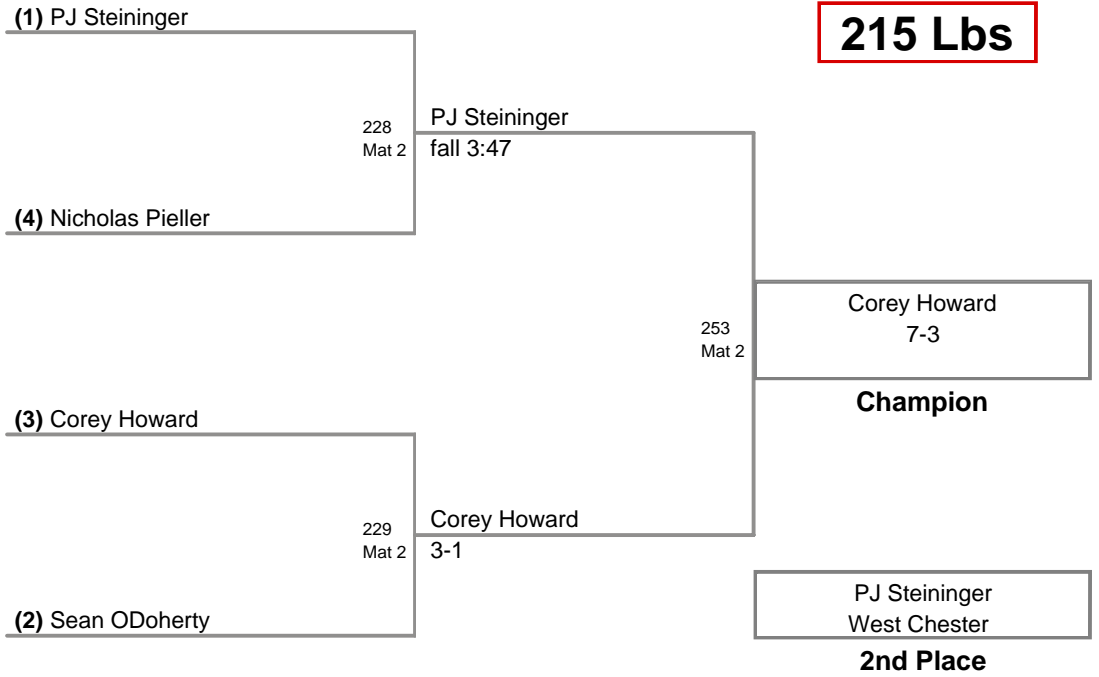 (1) PJ Steininger
215 Lbs
228
Mat 2
PJ Steininger
fall 3:47
(4) Nicholas Pieller
253
Mat 2
Corey Howard
7-3
Champion
(3) Corey Howard
229
Mat 2
Corey Howard
3-1
(2) Sean ODoherty
PJ Steininger
West Chester
2nd Place